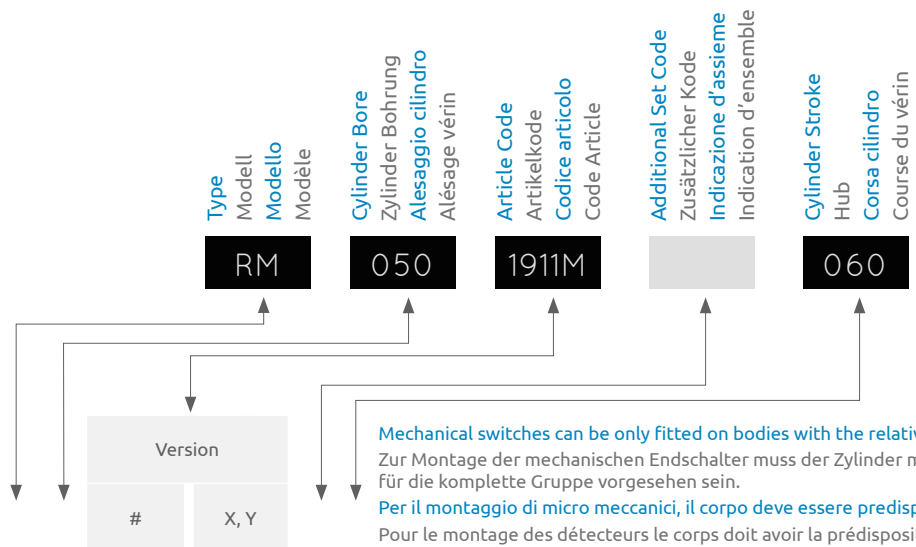 Type
Modell
Modello
Modèle
Cylinder Bore
Zylinder Bohrung
Alesaggio cilindro
Alésage vérin
Article Code
Artikelkode
Codice articolo
Code Article
Additional Set Code
Zusätzlicher Kode
Indicazione d'assieme
Indication d'ensemble
Cylinder Stroke
Hub
Corsa cilindro
Course du vérin
RM
050
1911M
060
Version
#
X, Y
Mechanical switches can be only fitted on bodies with the
Zur Montage der mechanischen Endschalter muss der Zylinder
für die komplette Gruppe vorgesehen sein.
Per il montaggio di micro meccanici, il corpo deve essere
Pour le montage des détecteurs le corps doit avoir la